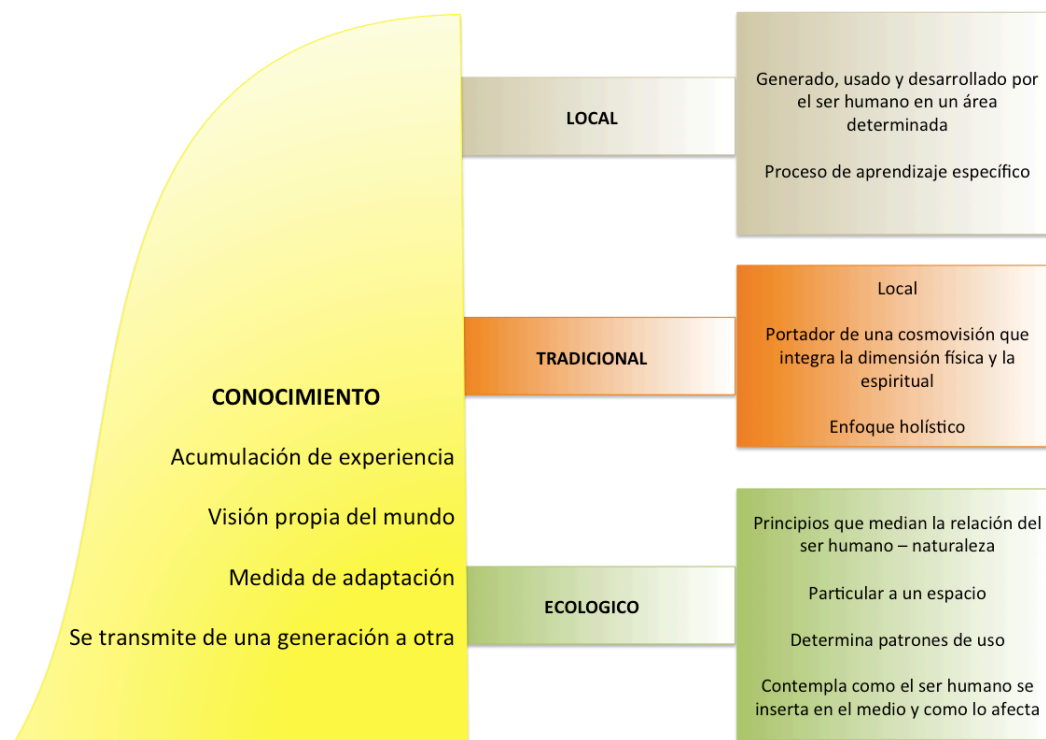 CONOCIMIENTO
Acumulación de experiencia
Visión propia del mundo
Medida de adaptación
Se transmite de una generación a otra
LOCAL
Generado, usado y desarrollado por
el ser humano en un área
determinada
Proceso de aprendizaje específico
TRADICIONAL
Local
Portador de una cosmovisión que
integra la dimensión física y la
espiritual
Enfoque holístico
ECOLOGICO
Principios que median la relación del
ser humano – naturaleza
Particular a un espacio
Determina patrones de uso
Contempla como el ser humano se
inserta en el medio y como lo afecta